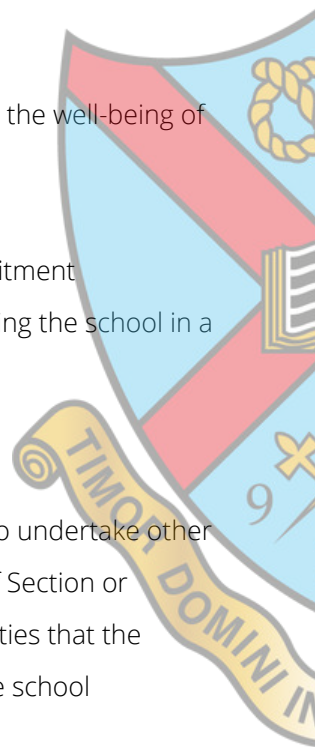 the well-being of
itment
ing the school in a
o undertake other
Section or
ties that the
e school
TIMOR DOMINI IN
9